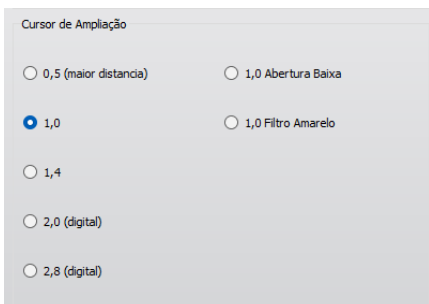 Cursor de Ampliação
0,5 (maior distancia)
1,0 Abertura Baixa
1,0
1,0 Filtro Amarelo
1,4
2,0 (digital)
2,8 (digital)